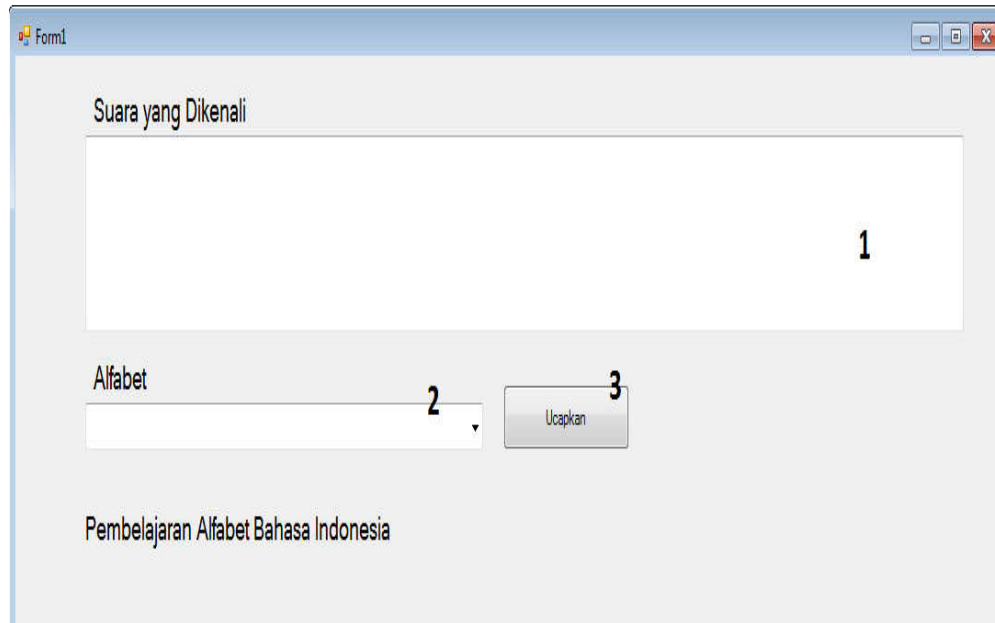 Form1
Suara yang Dikenali
1
Alfabet
2
3
Ucapkan
Pembelajaran Alfabet Bahasa Indonesia